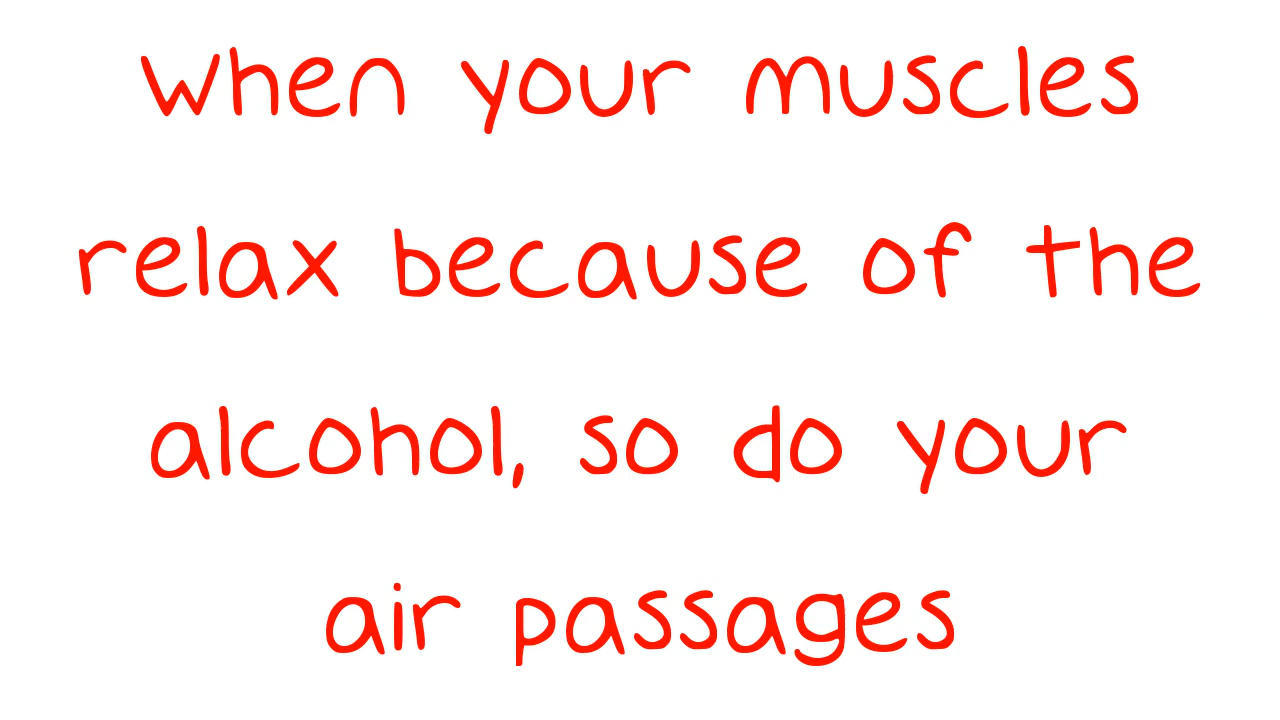 When your muscles
relax because of the
alcohol, so do your
air passages